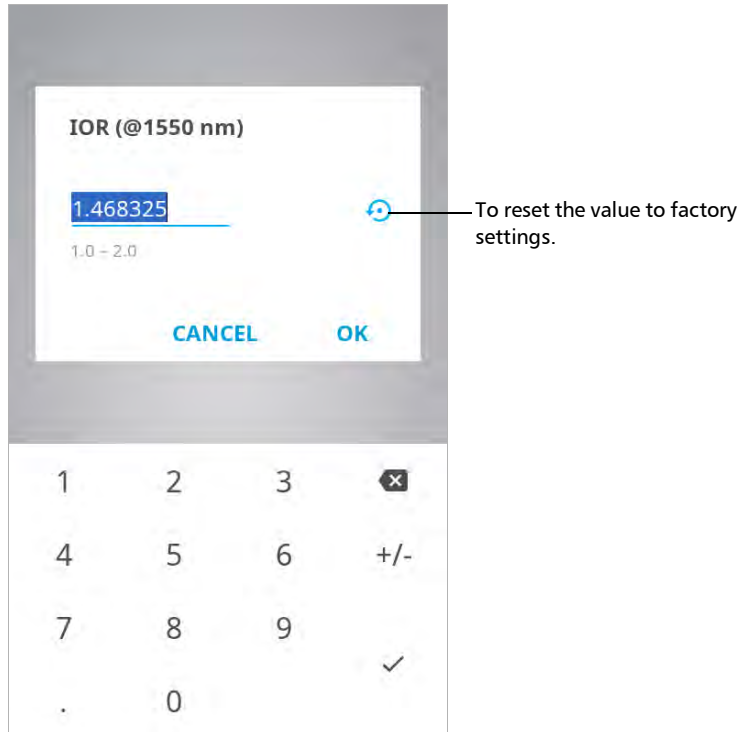 IOR (@1550 nm)
1.468325
To reset the value to factory
settings.
1.0 – 2.0
CANCEL OK
1 2 3
4 5 6 +/-
7 8 9
. 0